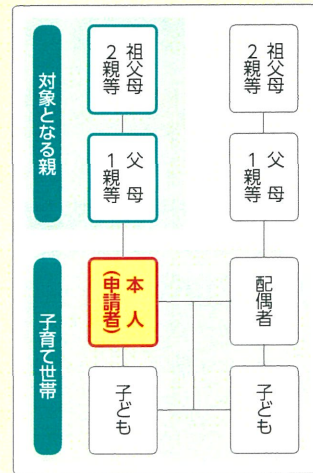 対象となる親
祖父母
2親等
祖父母
2親等
父母
1親等
父母
1親等
子育て世帯
本人
(申請者)
配偶者
子ども
子ども